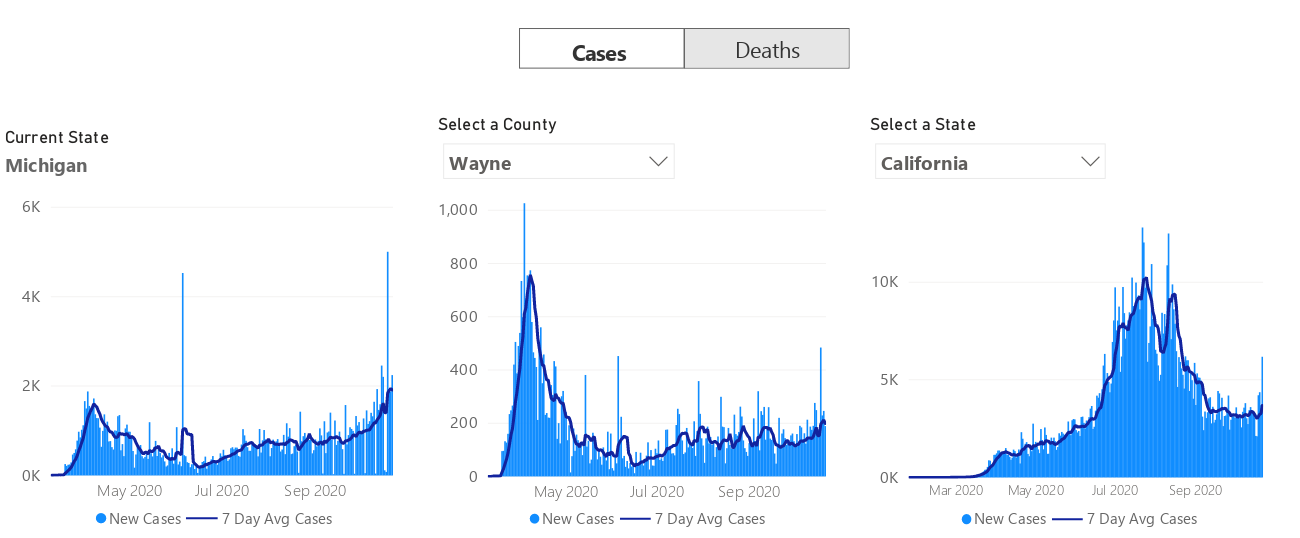 Cases Deaths
Current State
Michigan
6K
4K
2K
0K
May 2020 Jul 2020 Sep 2020
New Cases 7 Day Avg Cases
Select a County
Wayne
1,000
800
600
400
200
0
May 2020 Jul 2020 Sep 2020
New Cases 7 Day Avg Cases
Select a State
California
10K
5K
0K
Mar 2020 May 2020 Jul 2020 Sep 2020
New Cases 7 Day Avg Cases